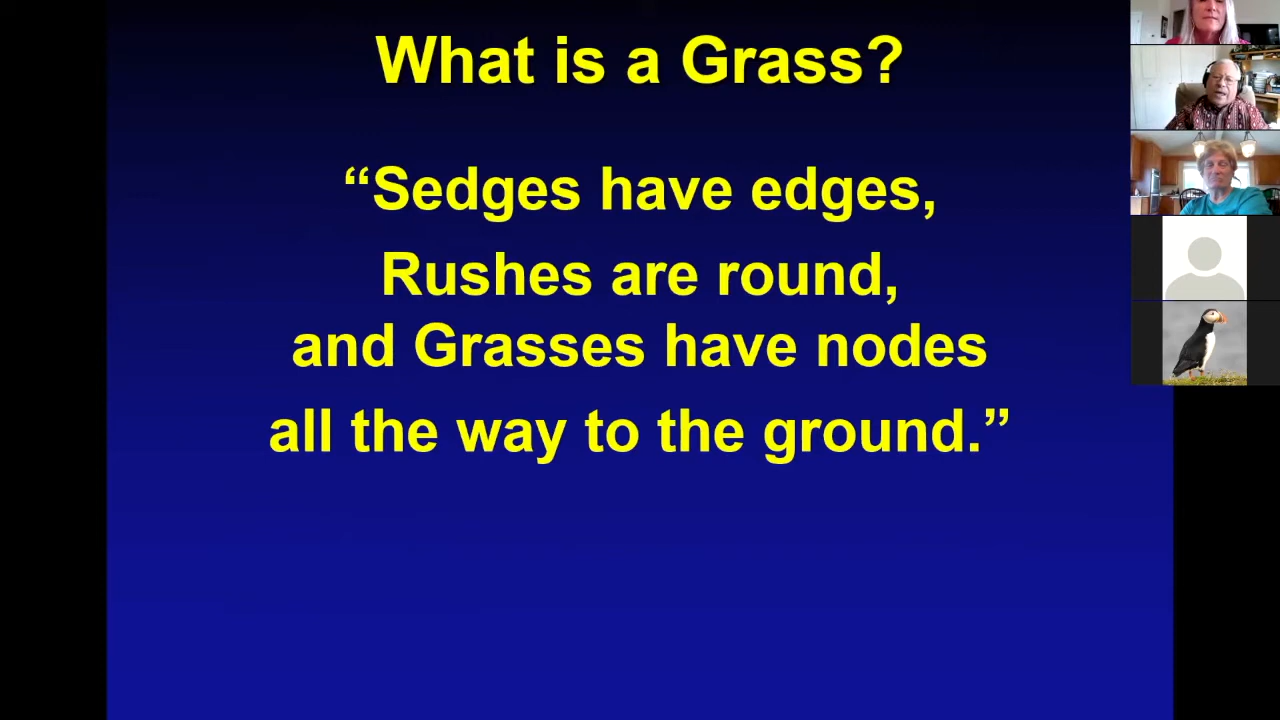 What is a Grass?
“Sedges have edges,
Rushes are round,
and Grasses have nodes
all the way to the ground.”